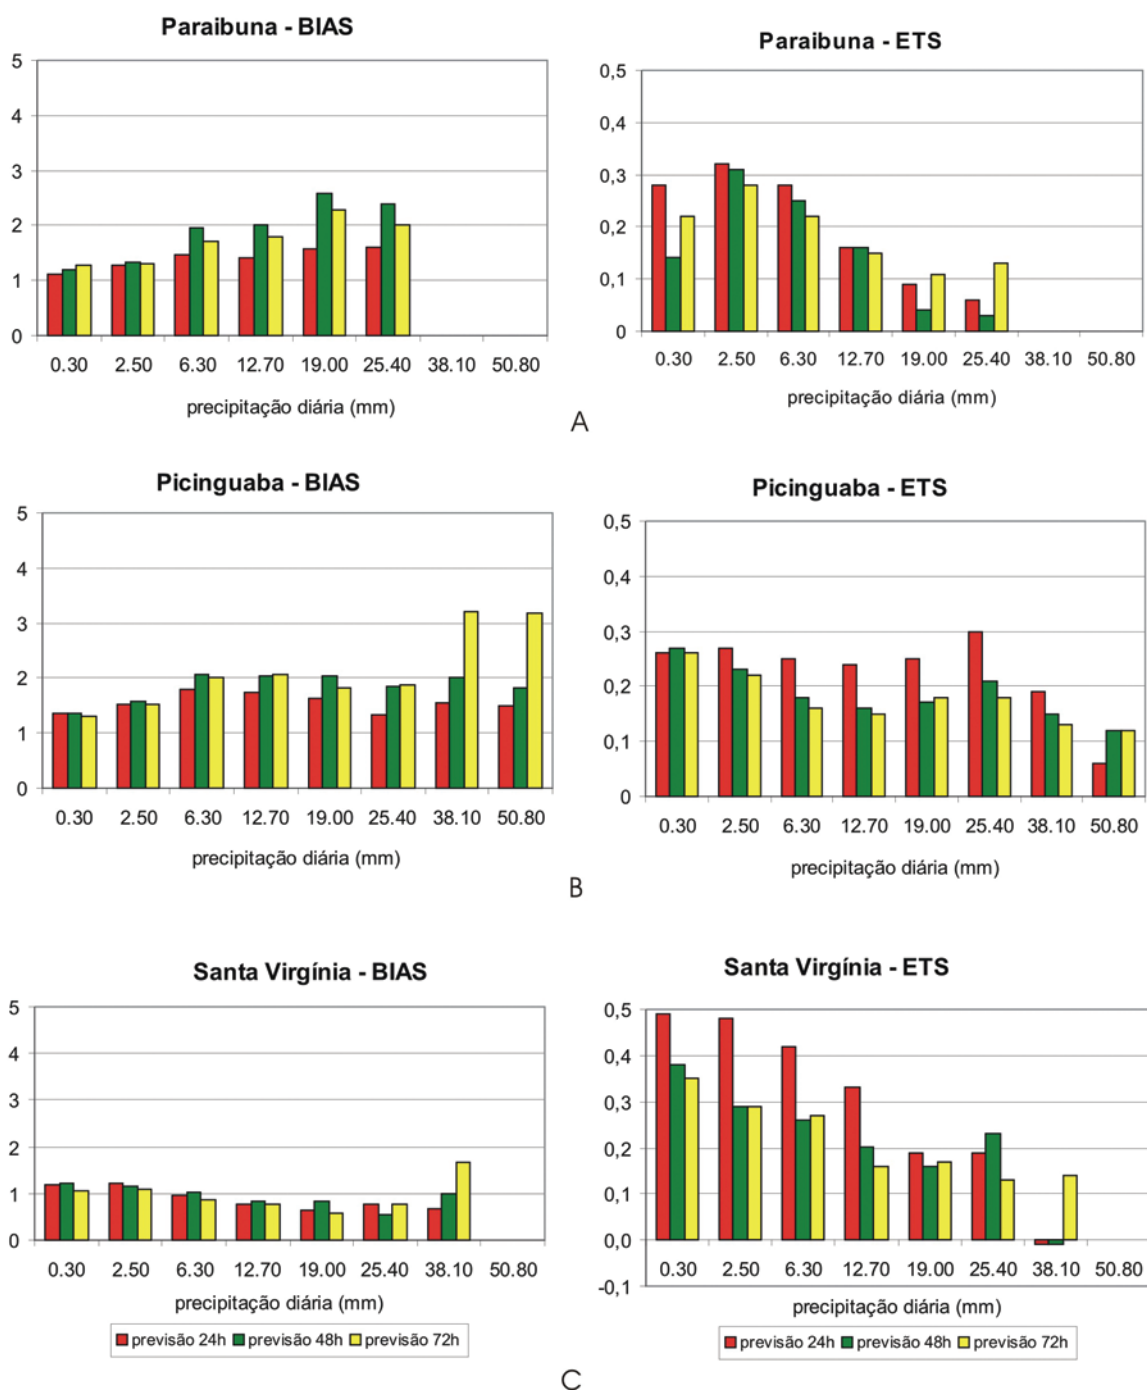 Paraibuna - BIAS
5
4
3
2
1
0
0.30 2.50 6.30 12.70 19.00 25.40 38.10 50.80
precipitação diária (mm)
Paraibuna - ETS
0,5
0,4
0,3
0,2
0,1
0
0.30 2.50 6.30 12.70 19.00 25.40 38.10 50.80
precipitação diária (mm)
A
Picinguaba - BIAS
5
4
3
2
1
0
0.30 2.50 6.30 12.70 19.00 25.40 38.10 50.80
precipitação diária (mm)
Picinguaba - ETS
0,5
0,4
0,3
0,2
0,1
0
0.30 2.50 6.30 12.70 19.00 25.40 38.10 50.80
precipitação diária (mm)
B
Santa Virgínia - BIAS
5
4
3
2
1
0
0.30 2.50 6.30 12.70 19.00 25.40 38.10 50.80
precipitação diária (mm)
previsão 24h previsão 48h previsão 72h
Santa Virgínia - ETS
0,5
0,4
0,3
0,2
0,1
0,0
-0,1
0.30 2.50 6.30 12.70 19.00 25.40 38.10 50.80
precipitação diária (mm)
previsão 24h previsão 48h previsão 72h
C